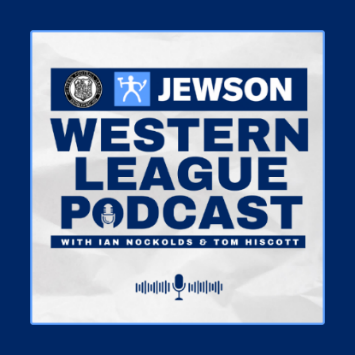 JEWSON
WESTERN
LEAGUE
PODCAST
WITH IAN NOCKOLDS & TOM HISCOTT